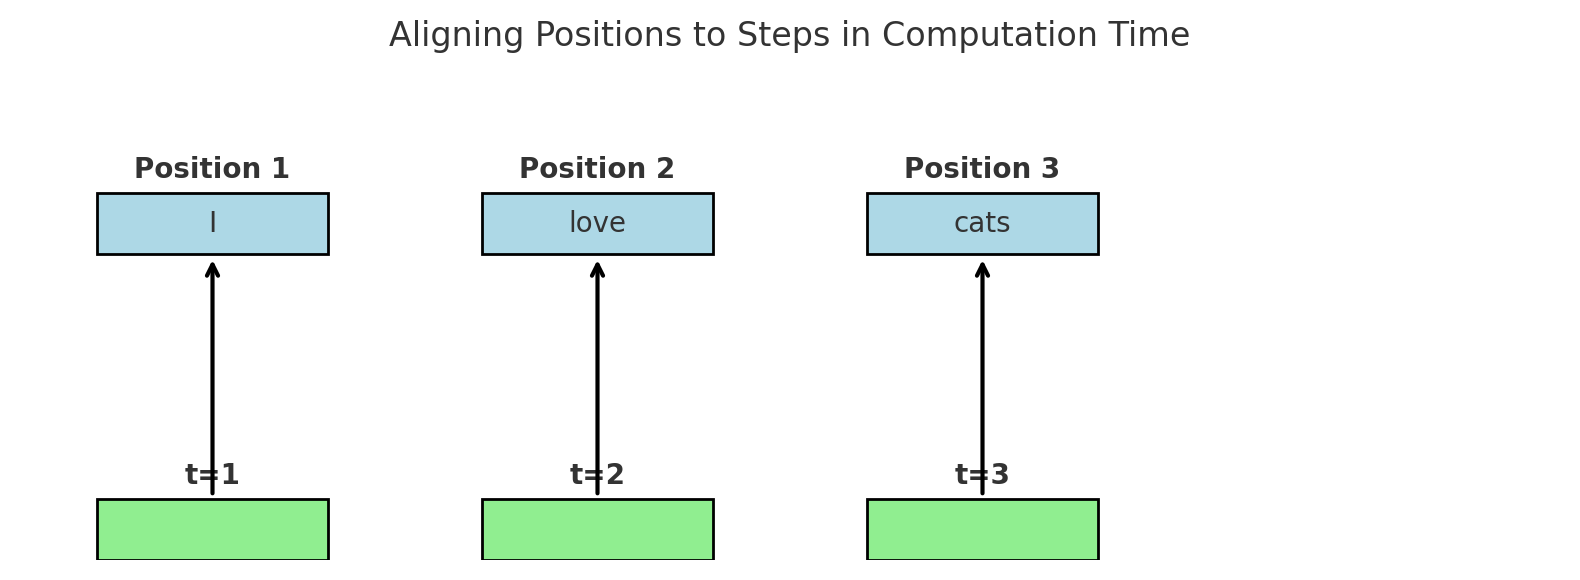 Aligning Positions to Steps in Computation Time
Position 1 Position 2 Position 3
I love cats
t=1 t=2 t=3